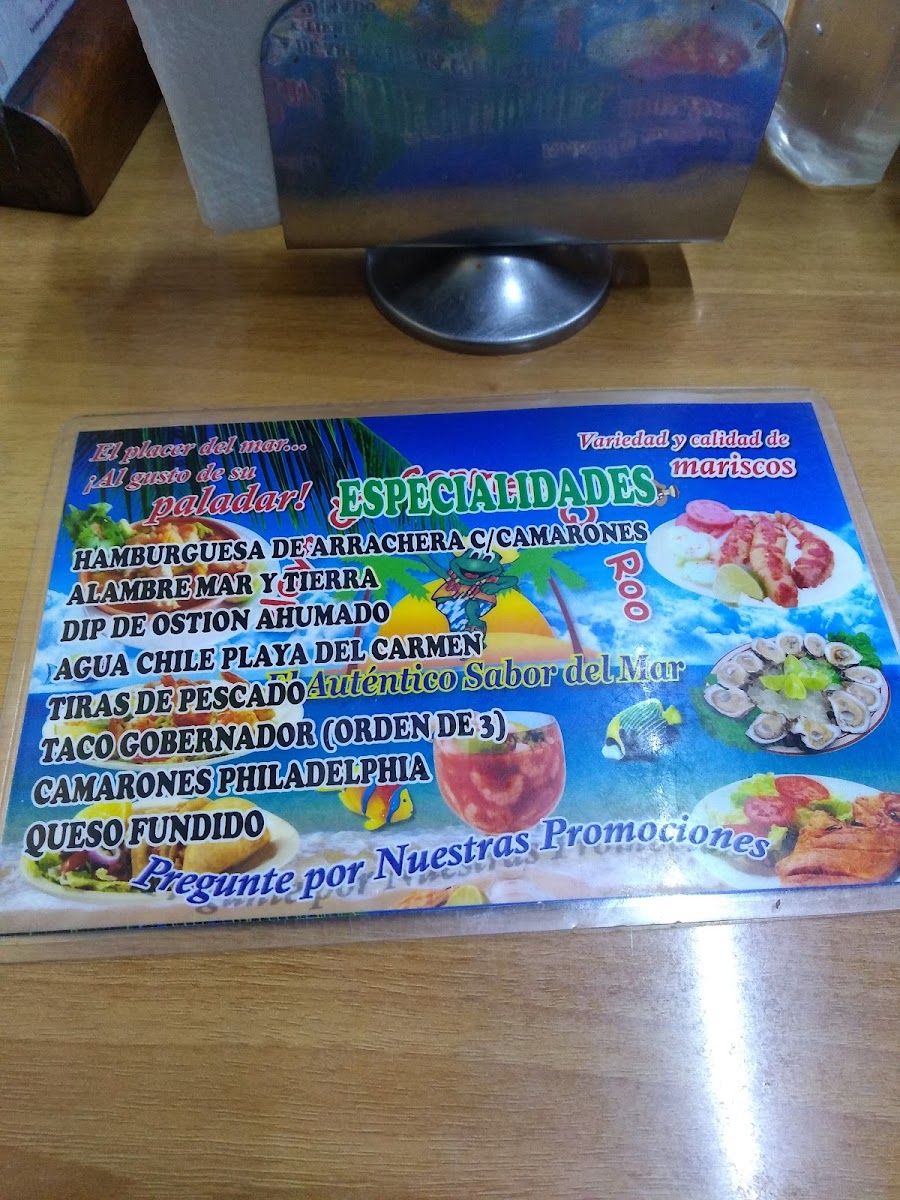 El placer del mar...
¡Al gusto de su
paladar!
Variedad y calidad de
mariscos
ESPECIALIDADES
HAMBURGUESA DE ARRACHERA C/CAMARONES
ALAMBRE MAR Y TIERRA
DIP DE OSTION AHUMADO
AGUA CHILE PLAYA DEL CARMEN
TIRAS DE PESCADO
TACO GOBERNADOR (ORDEN DE 3)
CAMARONES PHILADELPHIA
QUESO FUNDIDO
Roo
El Auténtico Sabor del Mar
Pregunte por Nuestras Promociones